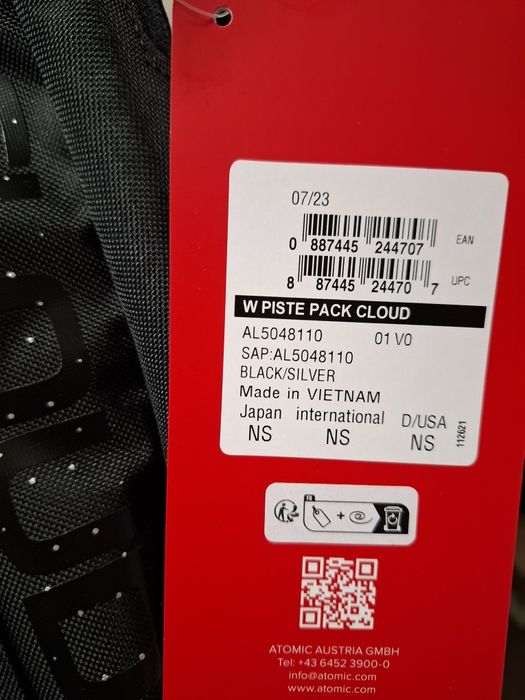 07/23
0 887445 244707 EAN
8 87445 24470 7 UPC
W PISTE PACK CLOUD
AL5048110 01 V0
SAP:AL5048110
BLACK/SILVER
Made in VIETNAM
Japan international D/USA
NS NS NS
112621
FR
+
ATOMIC AUSTRIA GMBH
Tel: +43 6452 3900-0
info@atomic.com
www.atomic.com